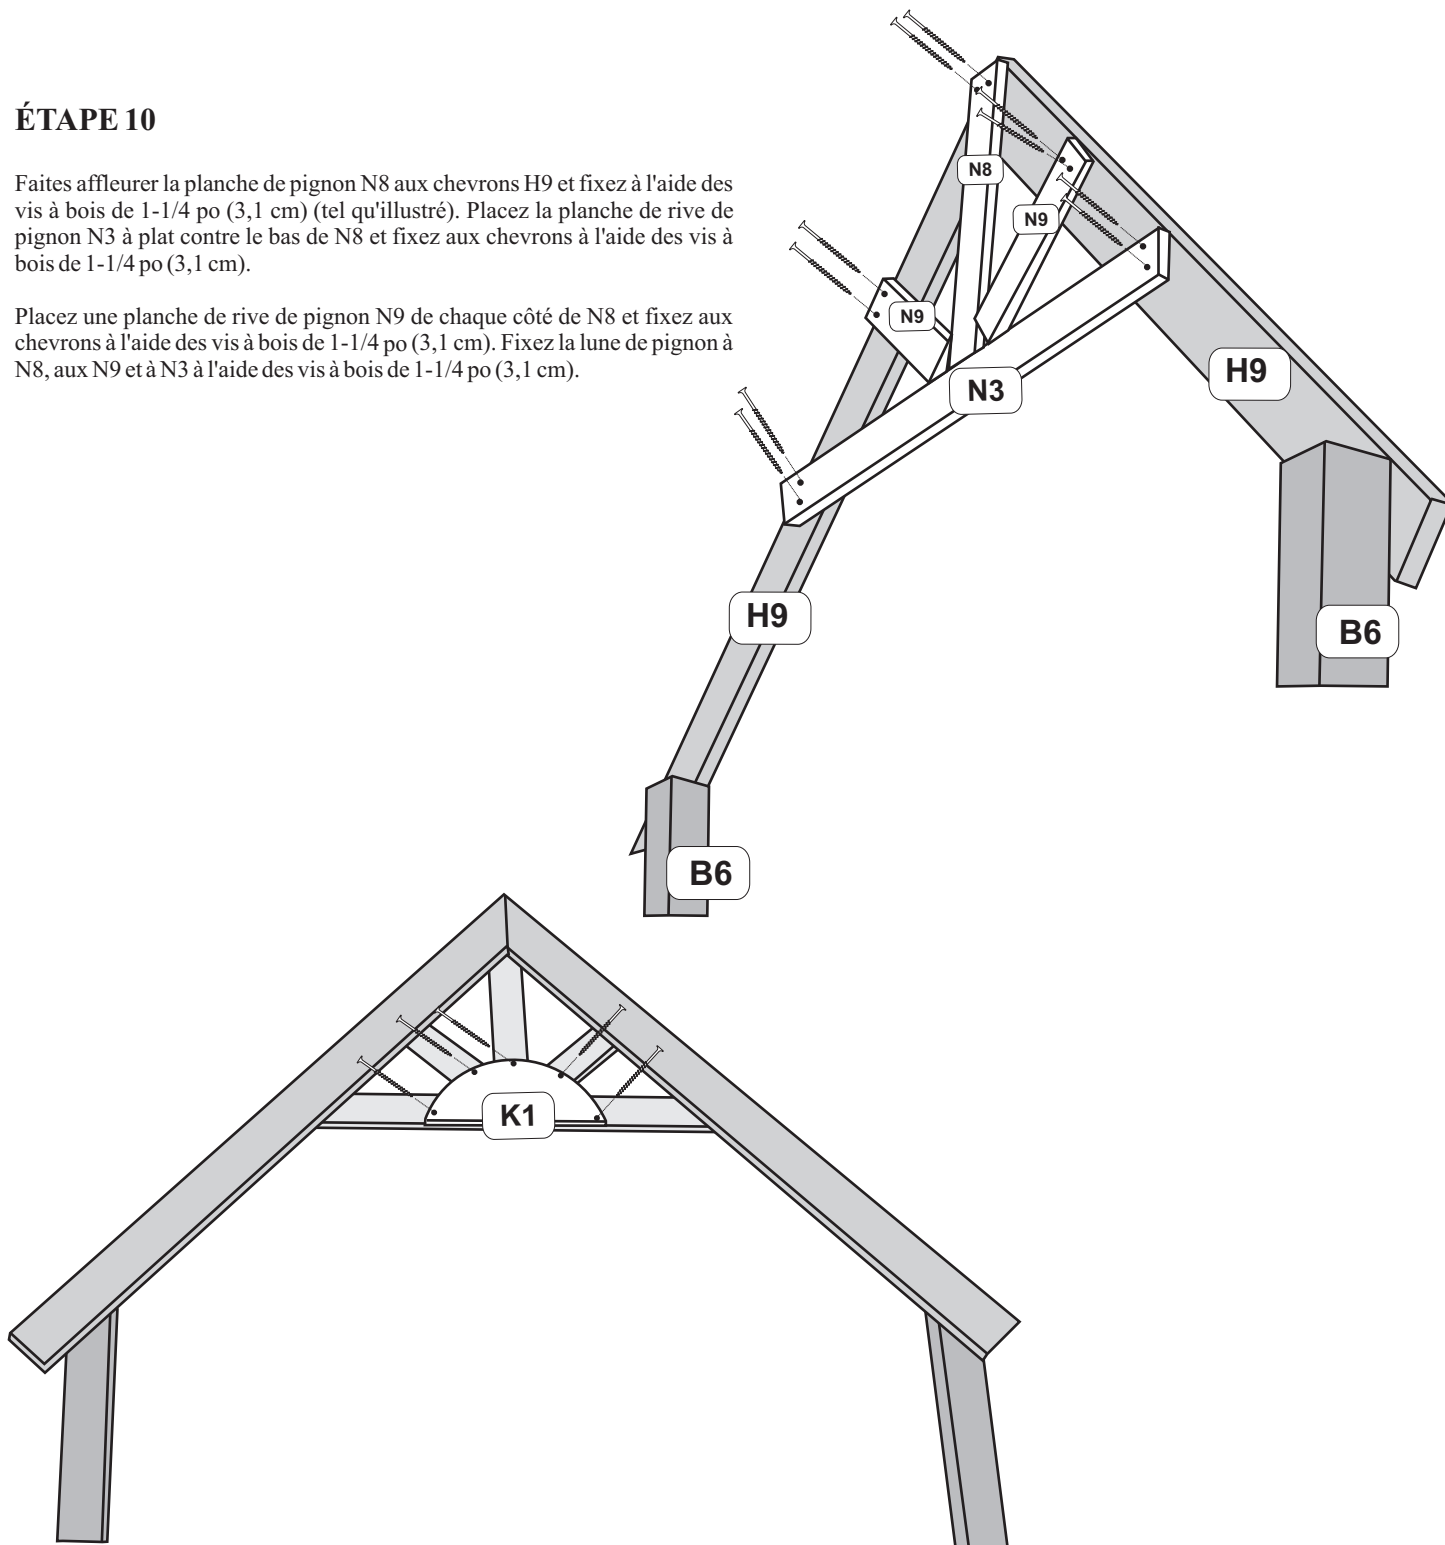 ÉTAPE 10
Faites affleurer la planche de pignon N8 aux chevrons H9 et fixez à l'aide des
vis à bois de 1-1/4 po (3,1 cm) (tel qu'illustré). Placez la planche de rive de
pignon N3 à plat contre le bas de N8 et fixez aux chevrons à l'aide des vis à
bois de 1-1/4 po (3,1 cm).
Placez une planche de rive de pignon N9 de chaque côté de N8 et fixez aux
chevrons à l'aide des vis à bois de 1-1/4 po (3,1 cm). Fixez la lune de pignon à
N8, aux N9 et à N3 à l'aide des vis à bois de 1-1/4 po (3,1 cm).
N8
N9
N9
N3
H9
H9
B6
B6
K1